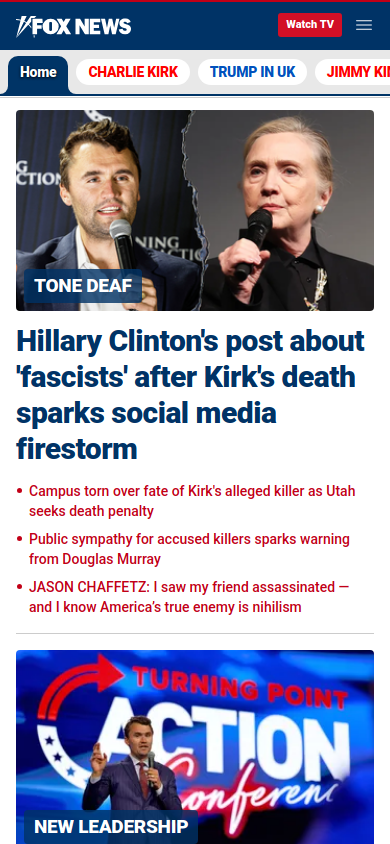 FOX NEWS
Watch TV
Home
CHARLIE KIRK
TRUMP IN UK
JIMMY
TONE DEAF
Hillary Clinton's post about
'fascists' after Kirk's death
sparks social media
firestorm
• Campus torn over fate of Kirk's alleged killer as Utah
seeks death penalty
• Public sympathy for accused killers sparks warning
from Douglas Murray
• JASON CHAFFETZ: I saw my friend assassinated —
and I know America's true enemy is nihilism
TURNING POINT
ACTION
Conference
NEW LEADERSHIP